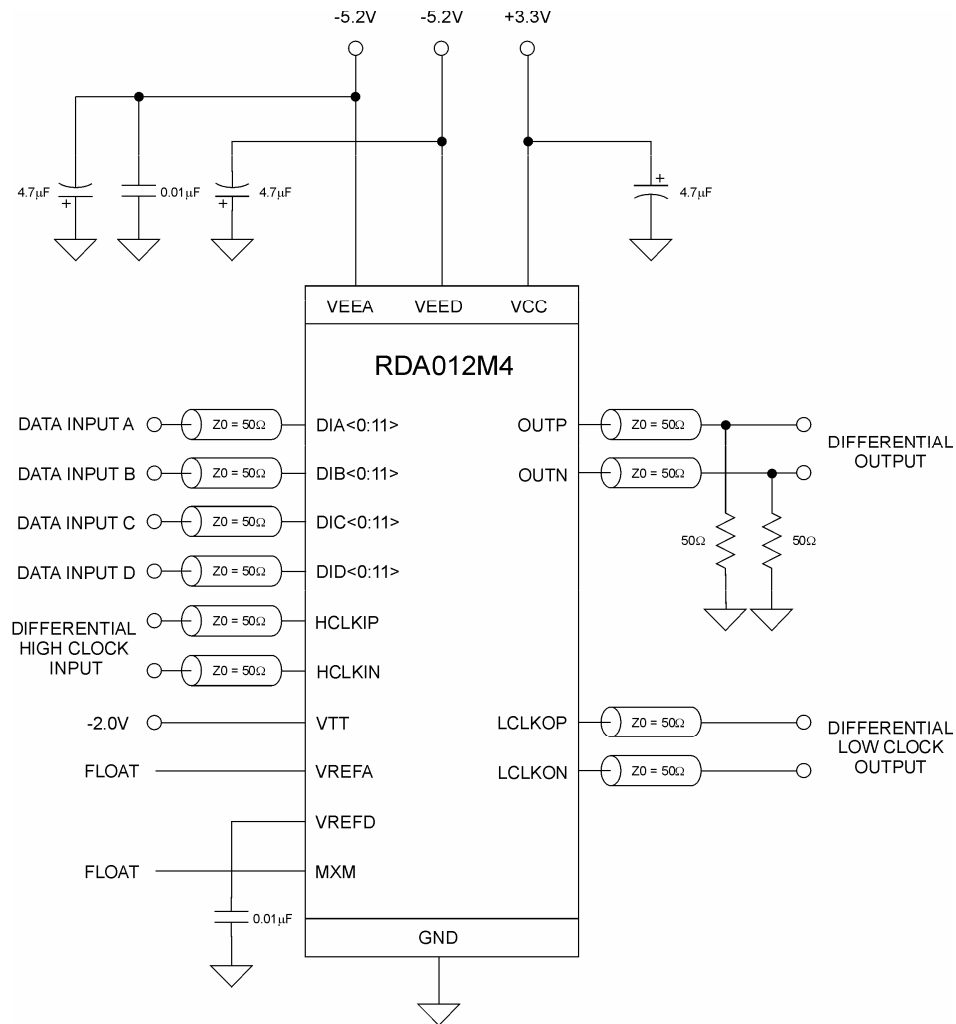 -5.2V -5.2V +3.3V
4.7µF + 0.01µF + 4.7µF + 4.7µF
VEEA VEED VCC
RDA012M4
DATA INPUT A Z0 = 50Ω DIA<0:11> OUTP Z0 = 50Ω
DIFFERENTIAL
OUTPUT
DATA INPUT B Z0 = 50Ω DIB<0:11> OUTN Z0 = 50Ω
DATA INPUT C Z0 = 50Ω DIC<0:11>
50Ω 50Ω
DATA INPUT D Z0 = 50Ω DID<0:11>
DIFFERENTIAL
HIGH CLOCK
INPUT
Z0 = 50Ω HCLKIP
Z0 = 50Ω HCLKIN
-2.0V VTT LCLKOP Z0 = 50Ω
DIFFERENTIAL
LOW CLOCK
OUTPUT
FLOAT VREFA LCLKON Z0 = 50Ω
VREFD
FLOAT MXM
0.01µF
GND